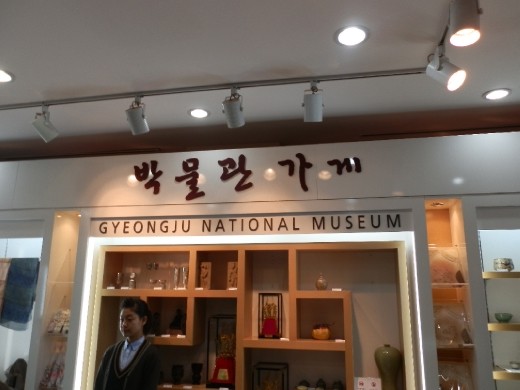 박물관 가게
GYEONGJU NATIONAL MUSEUM